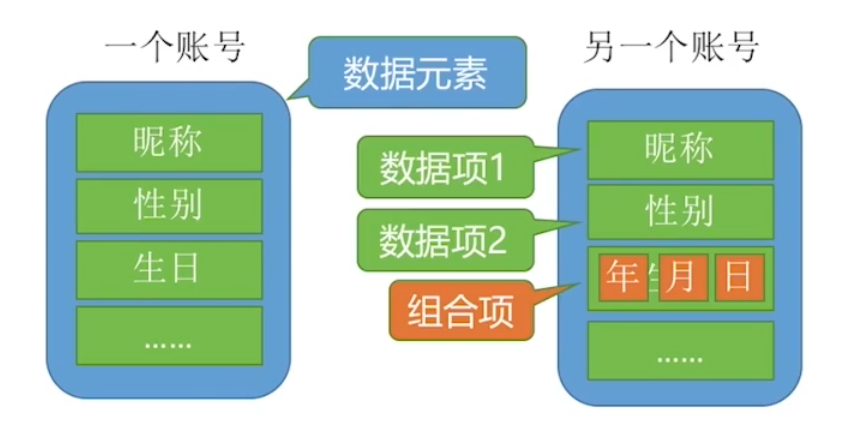 一个账号
数据元素
另一个账号
昵称
性别
生日
……
数据项1
数据项2
组合项
昵称
性别
年 月 日
……